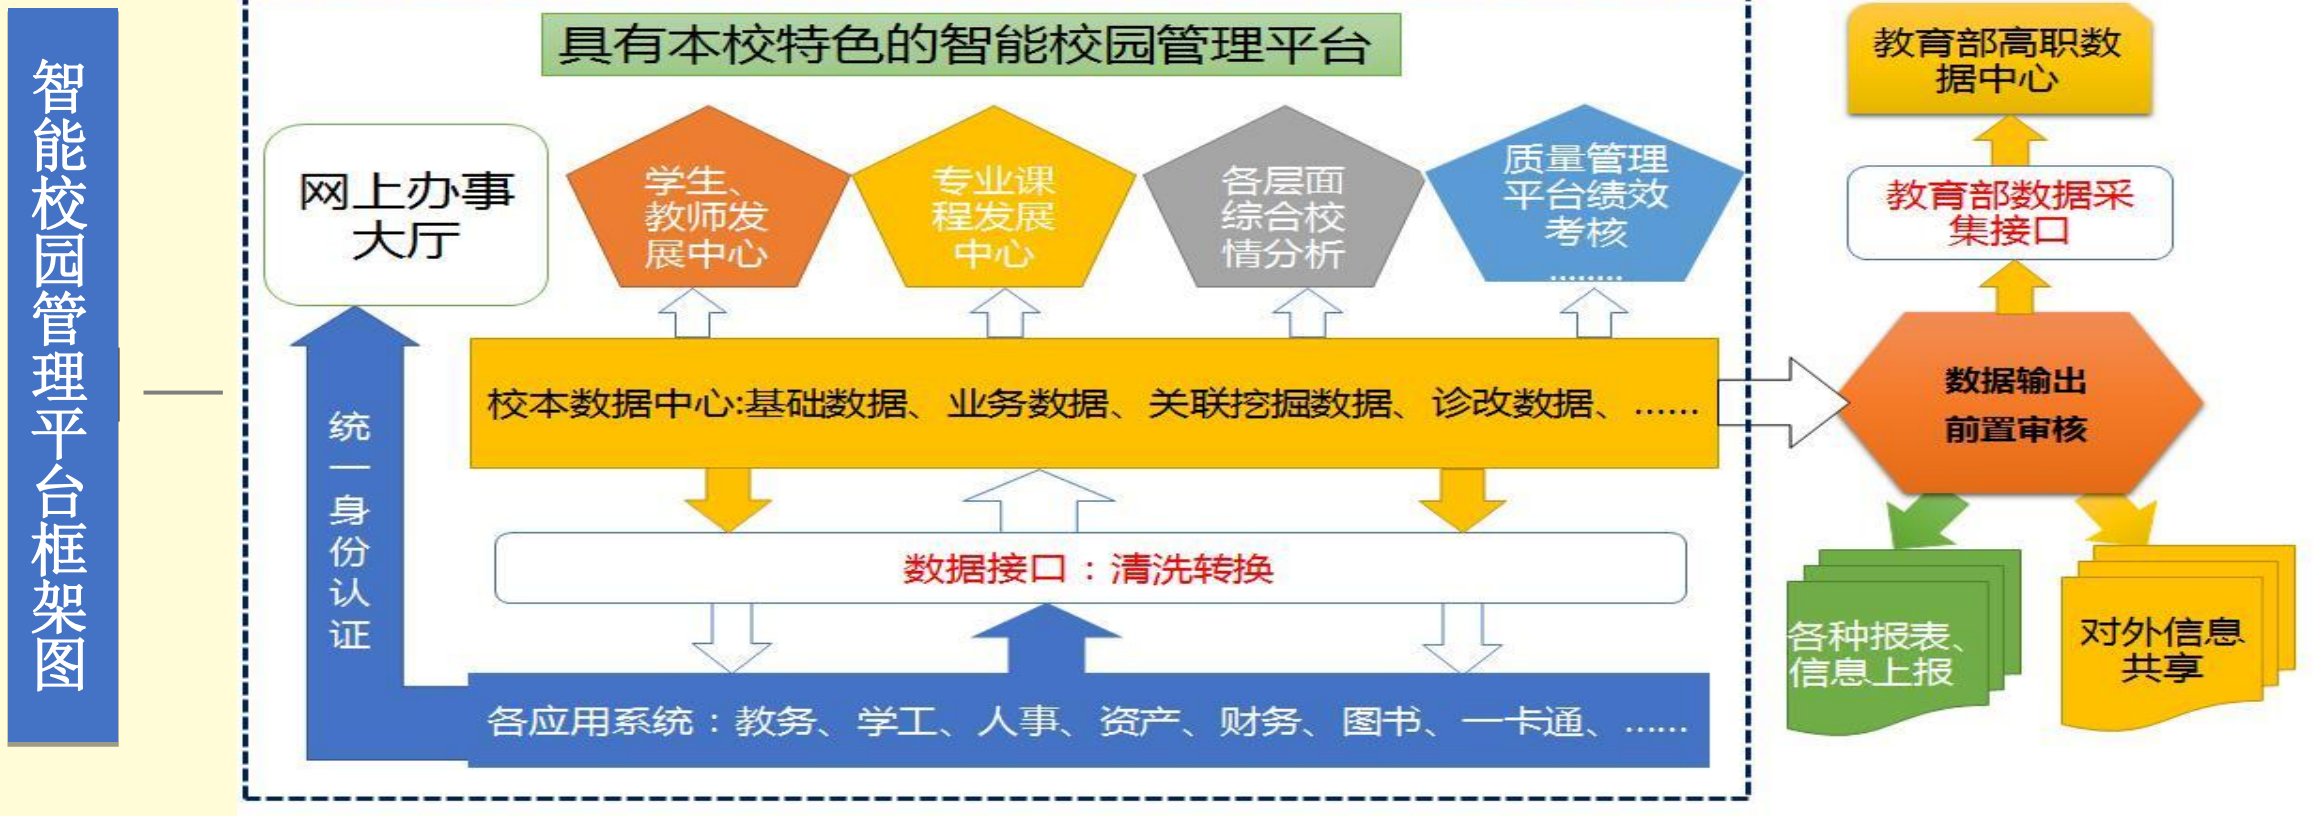 智能校园管理平台框架图
具有本校特色的智能校园管理平台
网上办事
大厅
学生、
教师发
展中心
专业课
程发展
中心
各层面
综合校
情分析
质量管理
平台绩效
考核
........
校本数据中心:基础数据、业务数据、关联挖掘数据、诊改数据、......
统一身份认证
数据接口：清洗转换
各应用系统：教务、学工、人事、资产、财务、图书、一卡通、......
教育部高职数
据中心
教育部数据采
集接口
数据输出
前置审核
各种报表、
信息上报
对外信息
共享